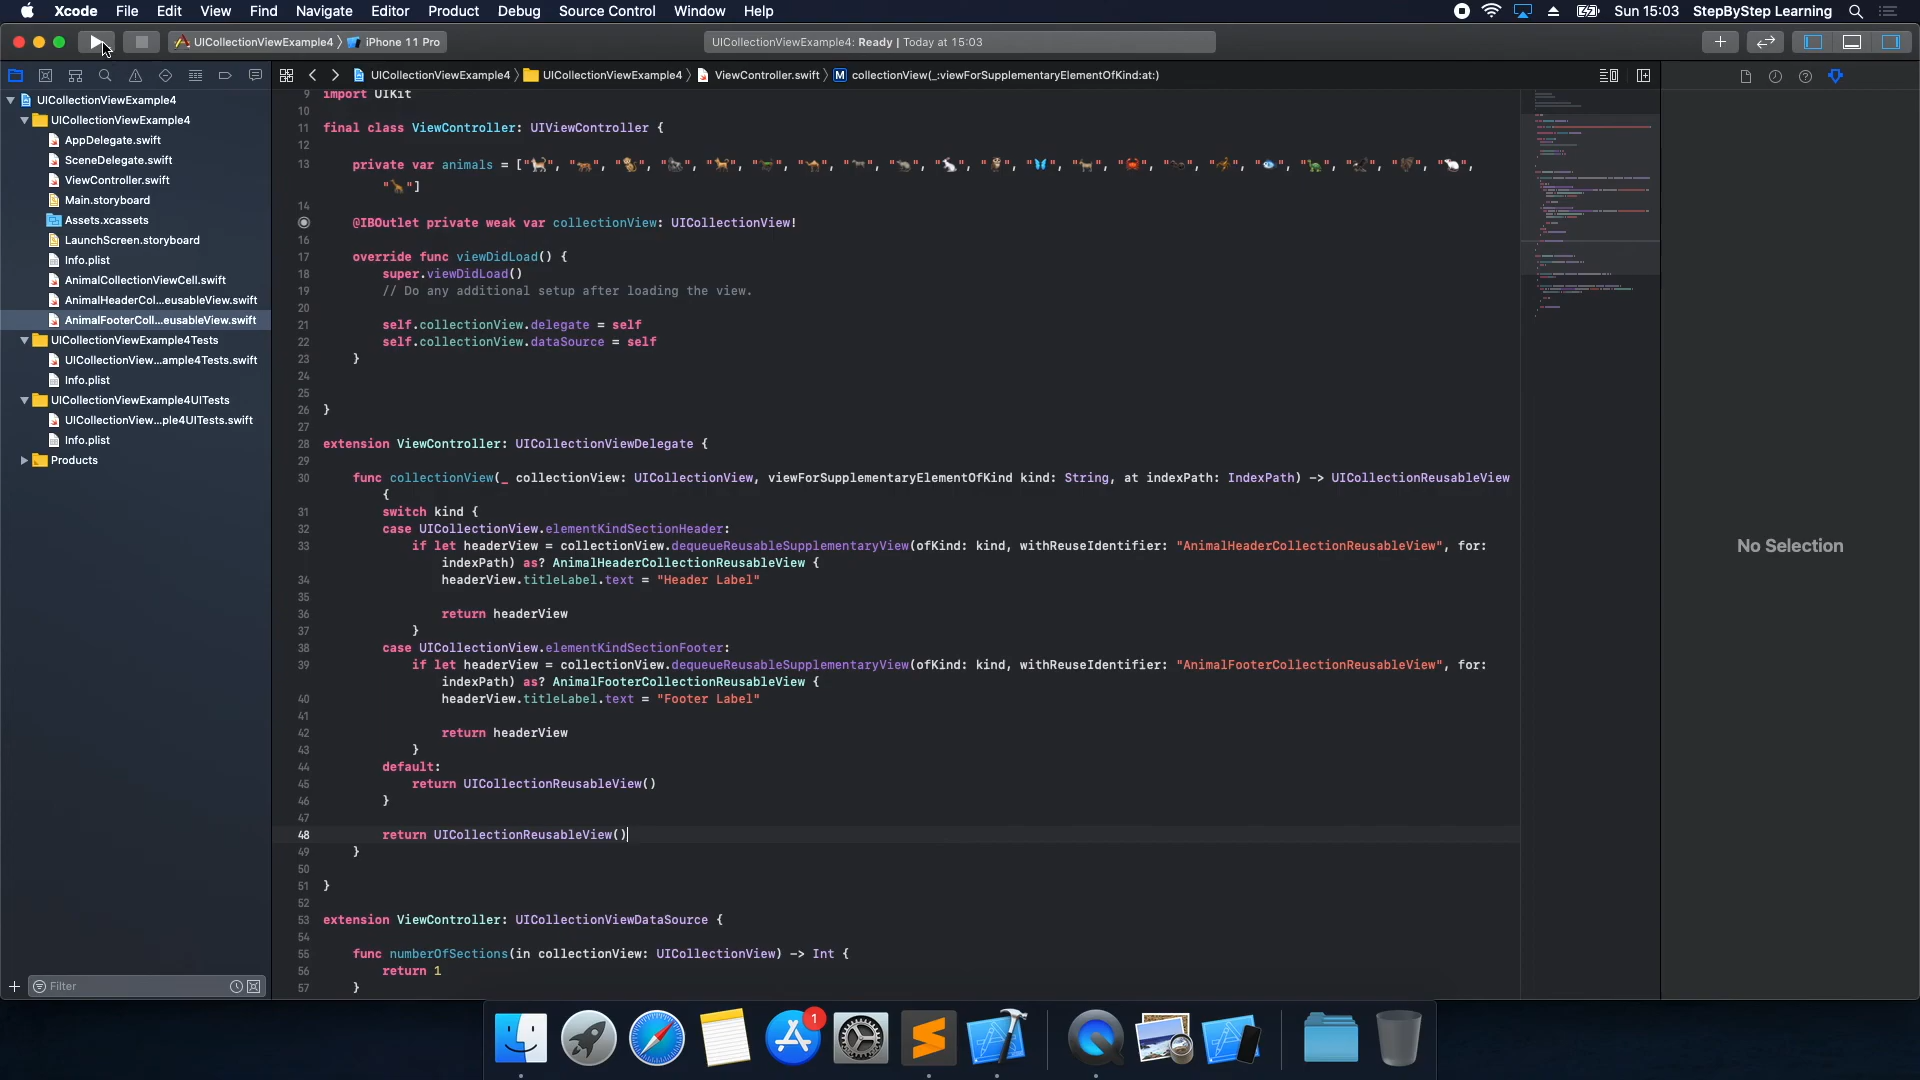 Xcode File Edit View Find Navigate Editor Product Debug Source Control Window Help
Sun 15:03 StepByStep Learning
UICollectionViewExample4 iPhone 11 Pro
UICollectionViewExample4: Ready | Today at 15:03
UICollectionViewExample4 UICollectionViewExample4 ViewController.swift M collectionView(_:viewForSupplementaryElementOfKind:at:)
UICollectionViewExample4
UICollectionViewExample4
AppDelegate.swift
SceneDelegate.swift
ViewController.swift
Main.storyboard
Assets.xcassets
LaunchScreen.storyboard
Info.plist
AnimalCollectionViewCell.swift
AnimalHeaderCol...eusableView.swift
AnimalFooterColl...eusableView.swift
UICollectionViewExample4Tests
UICollectionView...ample4Tests.swift
Info.plist
UICollectionViewExample4UITests
UICollectionView...ple4UITests.swift
Info.plist
Products
Filter
9 import UIKit
10
11 final class ViewController: UIViewController {
12
13 private var animals = ["🐈", "🐅", "🐒", "🦍", "🐕", "🐊", "🐪", "🐎", "🐀", "🐇", "🦉", "🦋", "🐐", "🦀", "🐜", "🦂", "🐟", "🐢", "🦅", "🦃", "🐁",
"🦒"]
14
@IBOutlet private weak var collectionView: UICollectionView!
16
17 override func viewDidLoad() {
18 super.viewDidLoad()
19 // Do any additional setup after loading the view.
20
21 self.collectionView.delegate = self
22 self.collectionView.dataSource = self
23 }
24
25
26 }
27
28 extension ViewController: UICollectionViewDelegate {
29
30 func collectionView(_ collectionView: UICollectionView, viewForSupplementaryElementOfKind kind: String, at indexPath: IndexPath) -> UICollectionReusableView
{
31 switch kind {
32 case UICollectionView.elementKindSectionHeader:
33 if let headerView = collectionView.dequeueReusableSupplementaryView(ofKind: kind, withReuseIdentifier: "AnimalHeaderCollectionReusableView", for:
indexPath) as? AnimalHeaderCollectionReusableView {
34 headerView.titleLabel.text = "Header Label"
35
36 return headerView
37 }
38 case UICollectionView.elementKindSectionFooter:
39 if let headerView = collectionView.dequeueReusableSupplementaryView(ofKind: kind, withReuseIdentifier: "AnimalFooterCollectionReusableView", for:
indexPath) as? AnimalFooterCollectionReusableView {
40 headerView.titleLabel.text = "Footer Label"
41
42 return headerView
43 }
44 default:
45 return UICollectionReusableView()
46 }
47
48 return UICollectionReusableView()
49 }
50
51 }
52
53 extension ViewController: UICollectionViewDataSource {
54
55 func numberOfSections(in collectionView: UICollectionView) -> Int {
56 return 1
57 }
No Selection
1